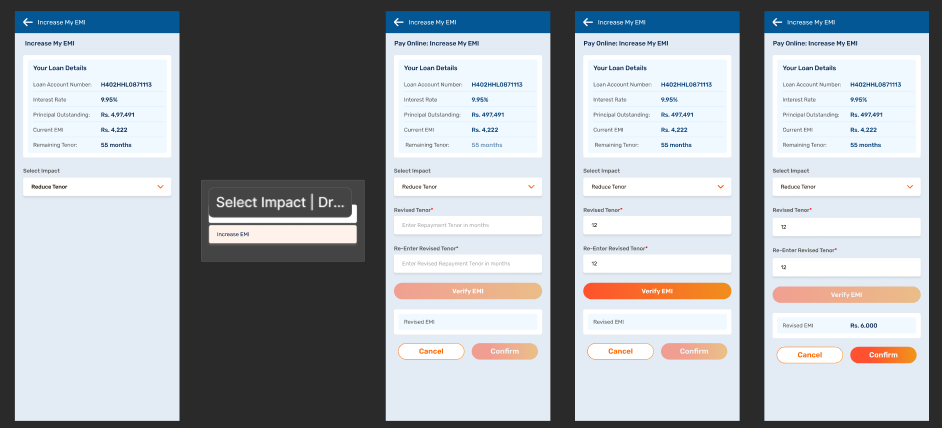 Increase My EMI
Increase My EMI
Your Loan Details
Loan Account Number: H402HHL0871113
Interest Rate 9.95%
Principal Outstanding: Rs. 4,97,491
Current EMI Rs. 4,222
Remaining Tenor: 55 months
Select Impact
Reduce Tenor
Select Impact | Dr...
Increase EMI
Increase My EMI
Pay Online: Increase My EMI
Your Loan Details
Loan Account Number: H402HHL0871113
Interest Rate 9.95%
Principal Outstanding: Rs. 497,491
Current EMI Rs. 4,222
Remaining Tenor: 55 months
Select Impact
Reduce Tenor
Revised Tenor*
Enter Repayment Tenor in months
Re-Enter Revised Tenor*
Enter Revised Repayment Tenor in months
Verify EMI
Revised EMI
Cancel Confirm
Increase My EMI
Pay Online: Increase My EMI
Your Loan Details
Loan Account Number: H402HHL0871113
Interest Rate 9.95%
Principal Outstanding: Rs. 497,491
Current EMI Rs. 4,222
Remaining Tenor: 55 months
Select Impact
Reduce Tenor
Revised Tenor*
12
Re-Enter Revised Tenor*
12
Verify EMI
Revised EMI
Cancel Confirm
Increase My EMI
Pay Online: Increase My EMI
Your Loan Details
Loan Account Number: H402HHL0871113
Interest Rate 9.95%
Principal Outstanding: Rs. 497,491
Current EMI Rs. 4,222
Remaining Tenor: 55 months
Select Impact
Reduce Tenor
Revised Tenor*
12
Re-Enter Revised Tenor*
12
Verify EMI
Revised EMI Rs. 6,000
Cancel Confirm